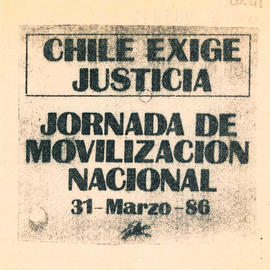 CHILE EXIGE
JUSTICIA
JORNADA DE
MOVILIZACION
NACIONAL
31-Marzo-86